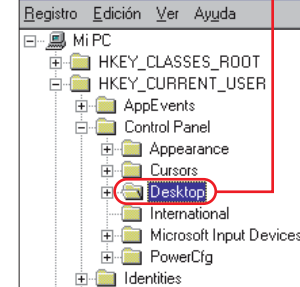 Registro Edición Ver Ayuda
Mi PC
HKEY_CLASSES_ROOT
HKEY_CURRENT_USER
AppEvents
Control Panel
Appearance
Cursors
Desktop
International
Microsoft Input Devices
PowerCfg
Identities